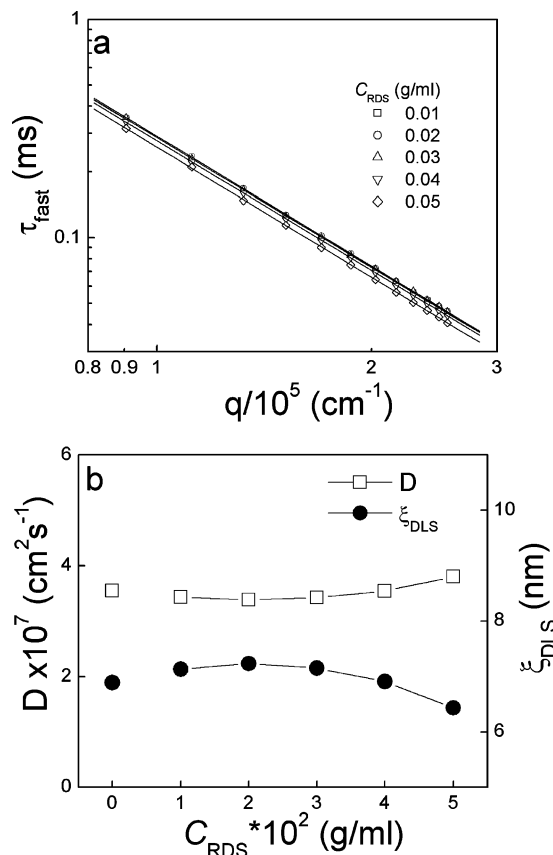 a
1
0.1
τfast (ms)
CRDS (g/ml)
0.01
0.02
0.03
0.04
0.05
0.8 0.9 1 2 3
q/10^5 (cm^-1)
b
D
ξDLS
6
4
2
0
D x10^7 (cm^2s^-1)
10
8
6
ξDLS (nm)
0 1 2 3 4 5
CRDS*10^2 (g/ml)